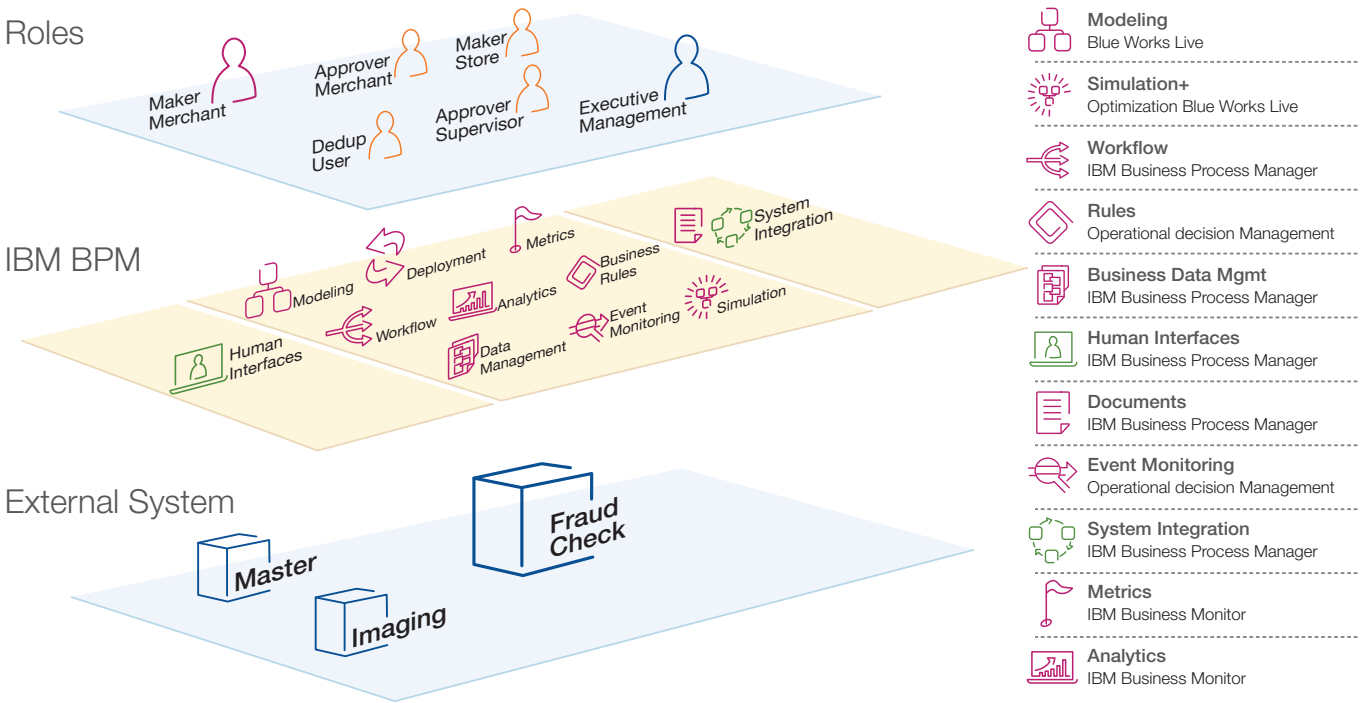 Roles
Maker
Merchant
Approver
Merchant
Maker
Store
Dedup
User
Approver
Supervisor
Executive
Management
IBM BPM
Modeling
Deployment
Metrics
System
Integration
Human
Interfaces
Workflow
Analytics
Business
Rules
Data
Management
Event
Monitoring
Simulation
External System
Master
Imaging
Fraud
Check
Modeling
Blue Works Live
Simulation+
Optimization Blue Works Live
Workflow
IBM Business Process Manager
Rules
Operational decision Management
Business Data Mgmt
IBM Business Process Manager
Human Interfaces
IBM Business Process Manager
Documents
IBM Business Process Manager
Event Monitoring
Operational decision Management
System Integration
IBM Business Process Manager
Metrics
IBM Business Monitor
Analytics
IBM Business Monitor